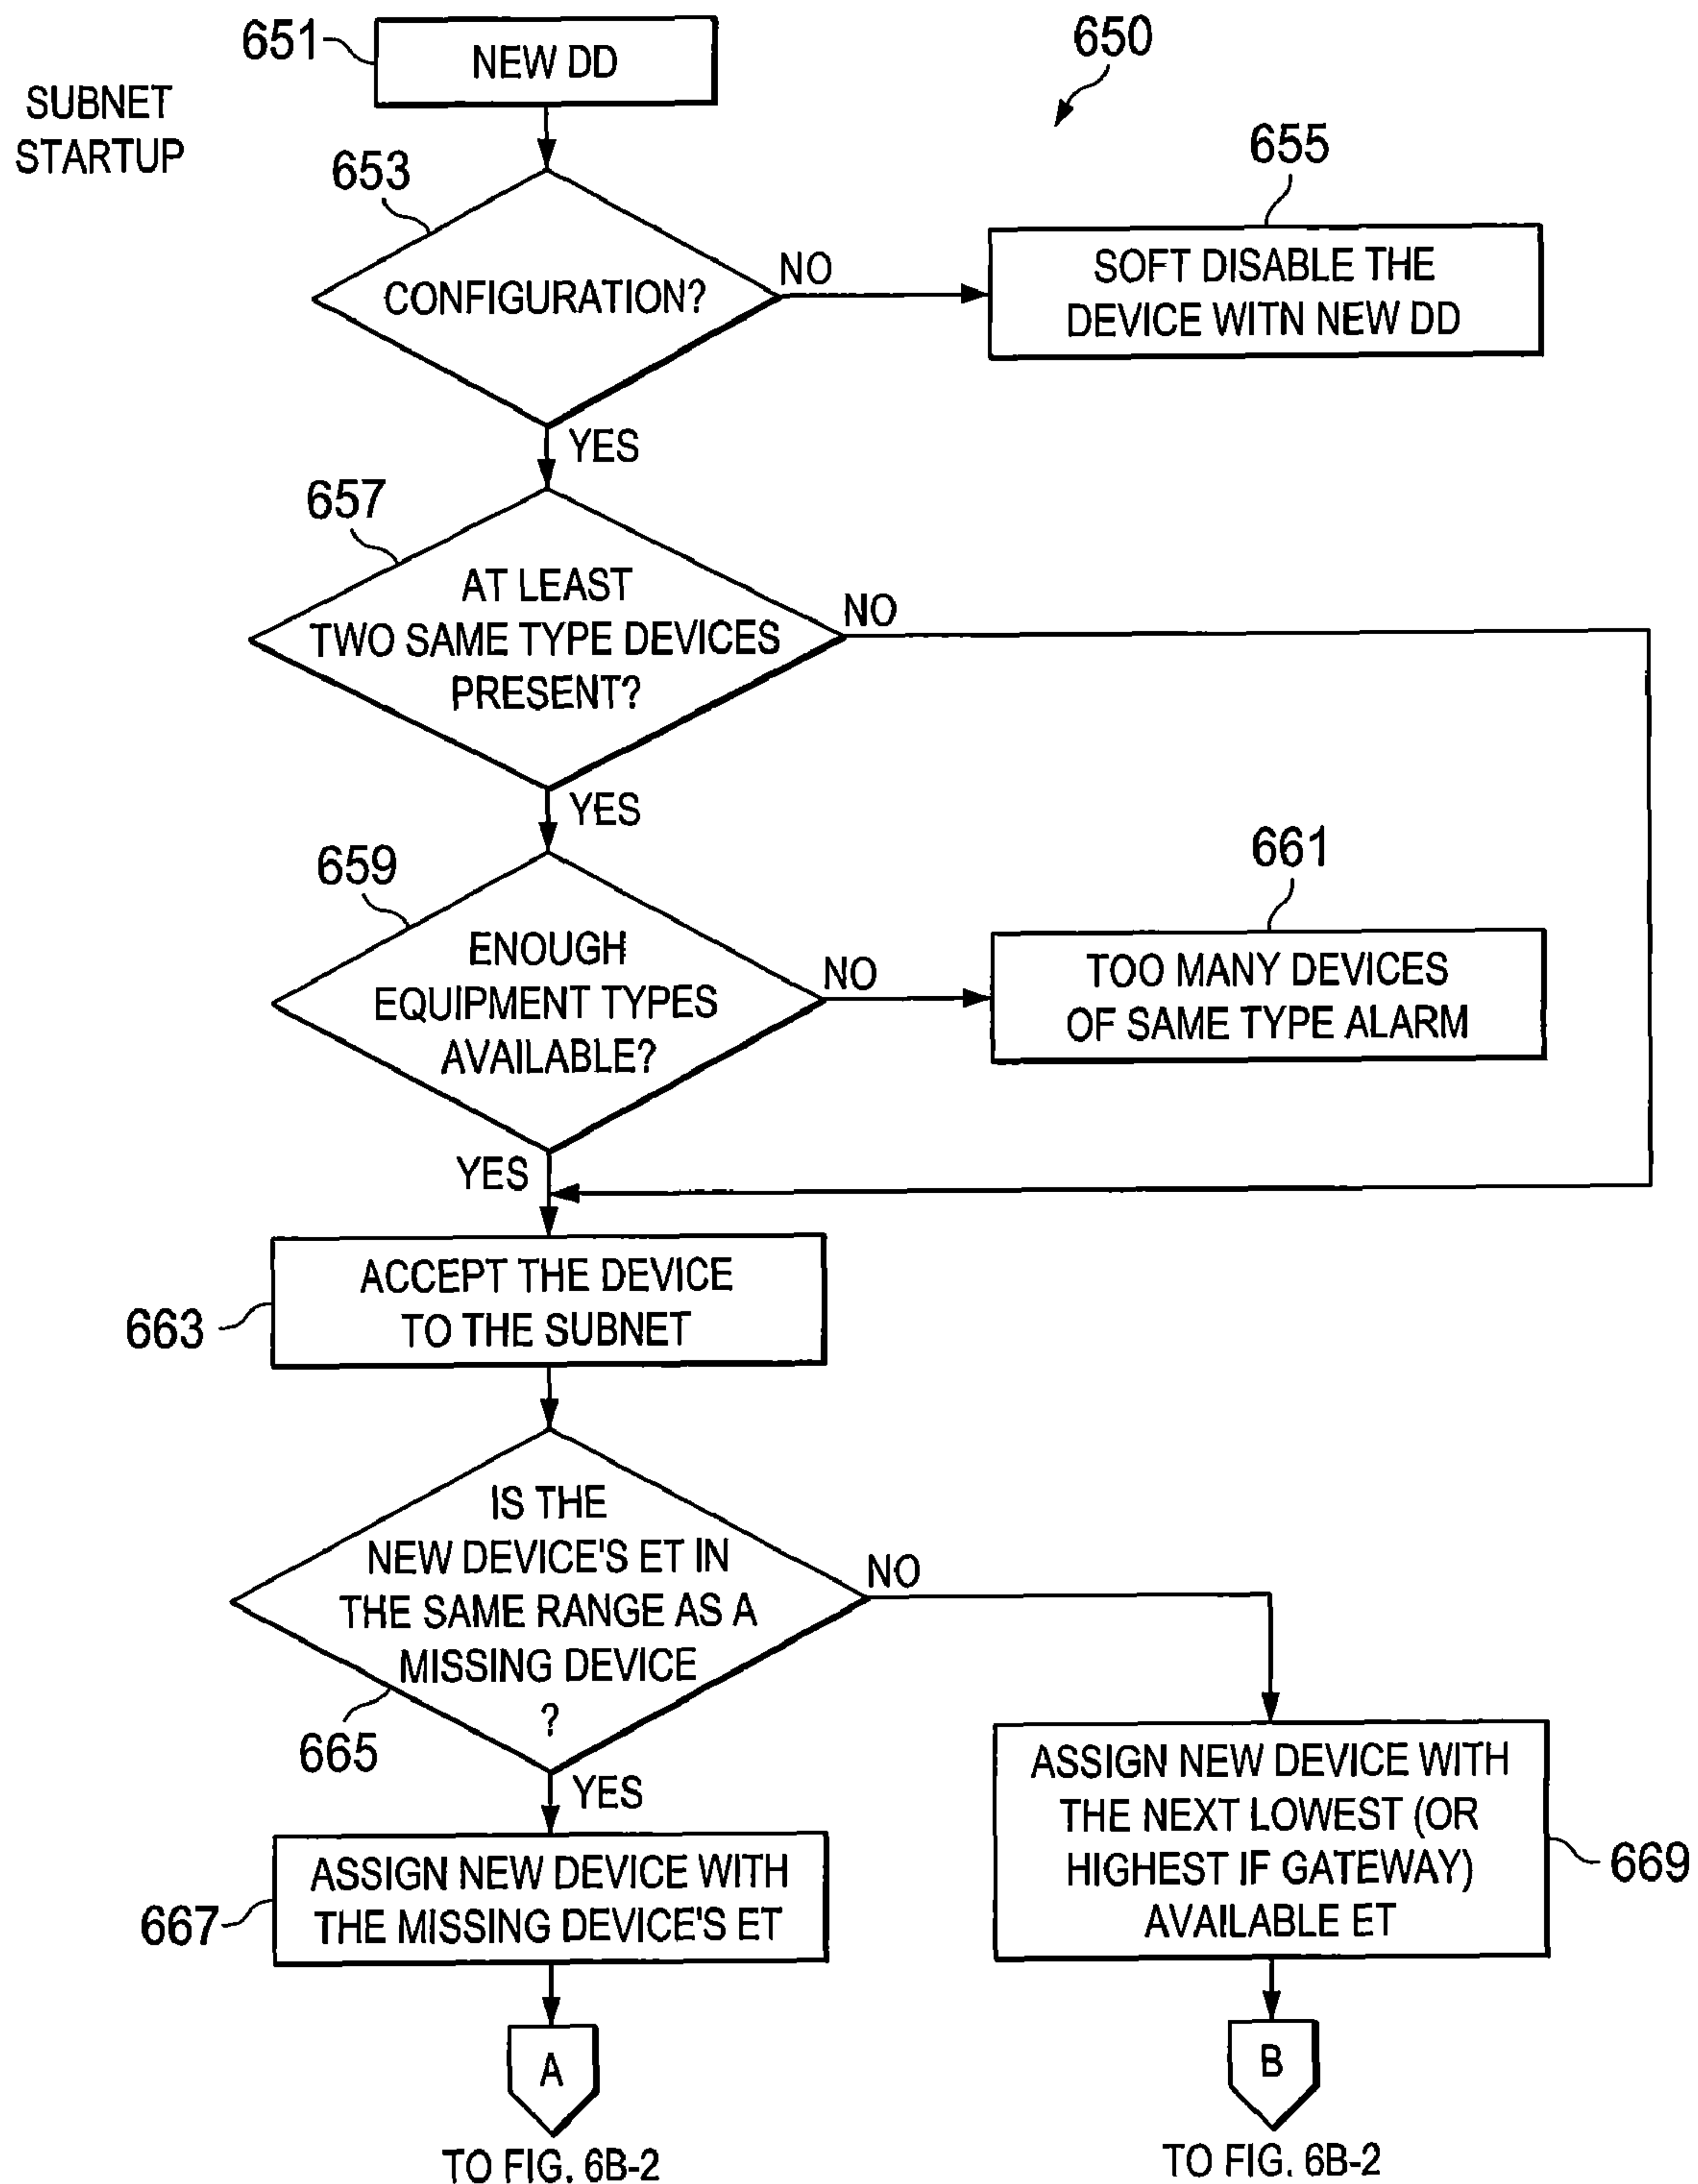 651
NEW DD
650
SUBNET
STARTUP
653
655
CONFIGURATION?
NO
SOFT DISABLE THE
DEVICE WITN NEW DD
YES
657
AT LEAST
TWO SAME TYPE DEVICES
PRESENT?
NO
YES
659
661
ENOUGH
EQUIPMENT TYPES
AVAILABLE?
NO
TOO MANY DEVICES
OF SAME TYPE ALARM
YES
ACCEPT THE DEVICE
TO THE SUBNET
663
IS THE
NEW DEVICE'S ET IN
THE SAME RANGE AS A
MISSING DEVICE
?
NO
665
YES
ASSIGN NEW DEVICE WITH
THE NEXT LOWEST (OR
HIGHEST IF GATEWAY)
AVAILABLE ET
669
ASSIGN NEW DEVICE WITH
THE MISSING DEVICE'S ET
667
A
TO FIG. 6B-2
B
TO FIG. 6B-2